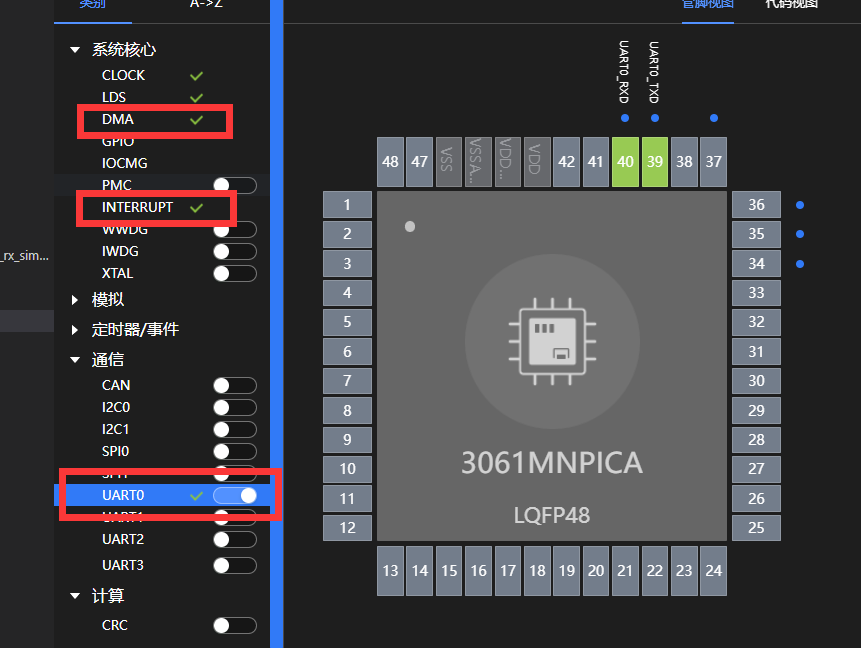 类别 A->Z 管脚视图 代码视图
系统核心
CLOCK
LDS
DMA
GPIO
IOCMG
PMC
INTERRUPT
WWDG
IWDG
XTAL
_rx_sim...
模拟
定时器/事件
通信
CAN
I2C0
I2C1
SPI0
SPI1
UART0
UART1
UART2
UART3
计算
CRC
UART0_RXD
UART0_TXD
48 47 VSS VSSA... VDD... VDD 42 41 40 39 38 37
1
2
3
4
5
6
7
8
9
10
11
12
3061MNPICA
LQFP48
36
35
34
33
32
31
30
29
28
27
26
25
13 14 15 16 17 18 19 20 21 22 23 24